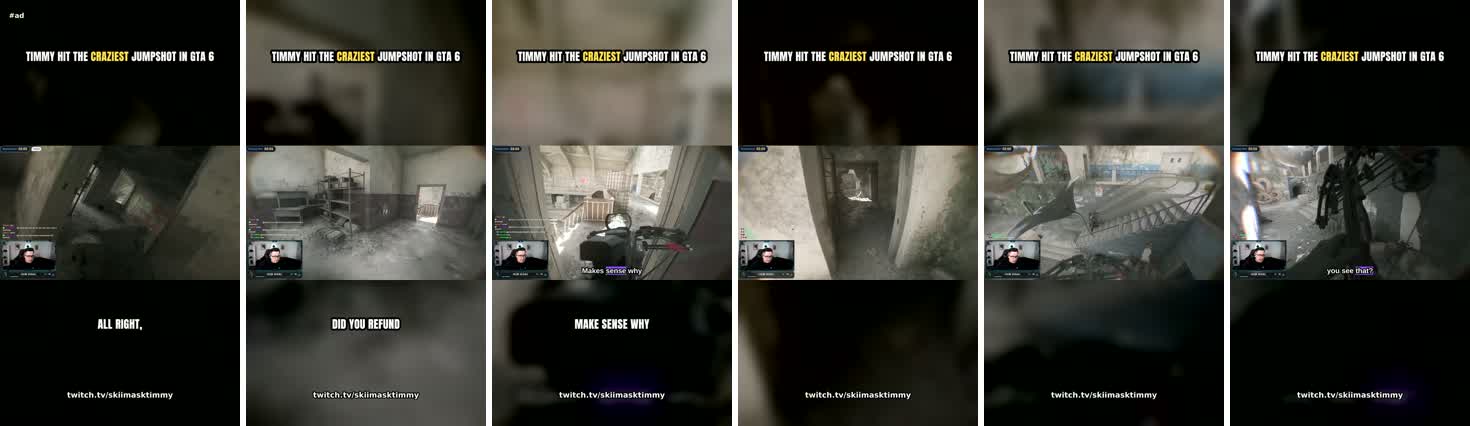 #ad
TIMMY HIT THE CRAZIEST JUMPSHOT IN GTA 6
ALL RIGHT,
twitch.tv/skiimasktimmy
TIMMY HIT THE CRAZIEST JUMPSHOT IN GTA 6
DID YOU REFUND
twitch.tv/skiimasktimmy
TIMMY HIT THE CRAZIEST JUMPSHOT IN GTA 6
Makes sense why
MAKE SENSE WHY
twitch.tv/skiimasktimmy
TIMMY HIT THE CRAZIEST JUMPSHOT IN GTA 6
twitch.tv/skiimasktimmy
TIMMY HIT THE CRAZIEST JUMPSHOT IN GTA 6
twitch.tv/skiimasktimmy
TIMMY HIT THE CRAZIEST JUMPSHOT IN GTA 6
you see that?
twitch.tv/skiimasktimmy